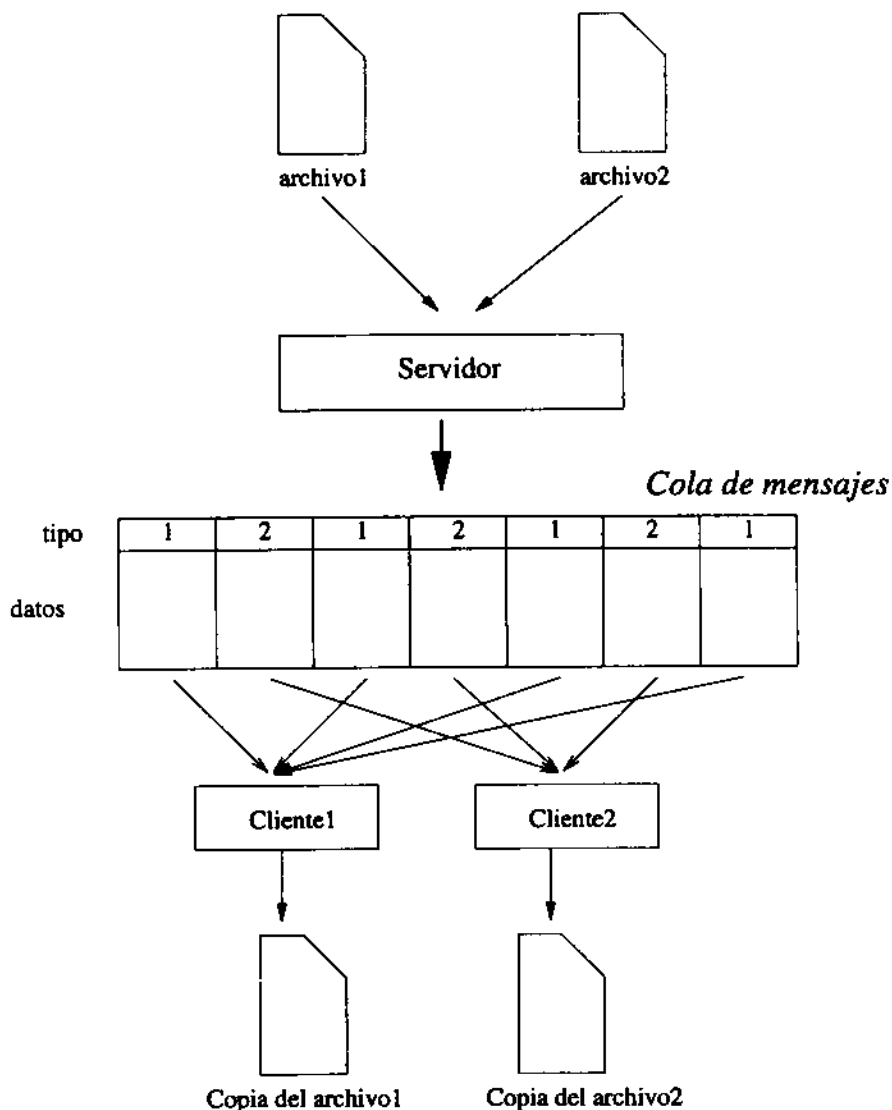 archivo1 archivo2
Servidor
Cola de mensajes
tipo 1 2 1 2 1 2 1
datos
Cliente1 Cliente2
Copia del archivo1 Copia del archivo2